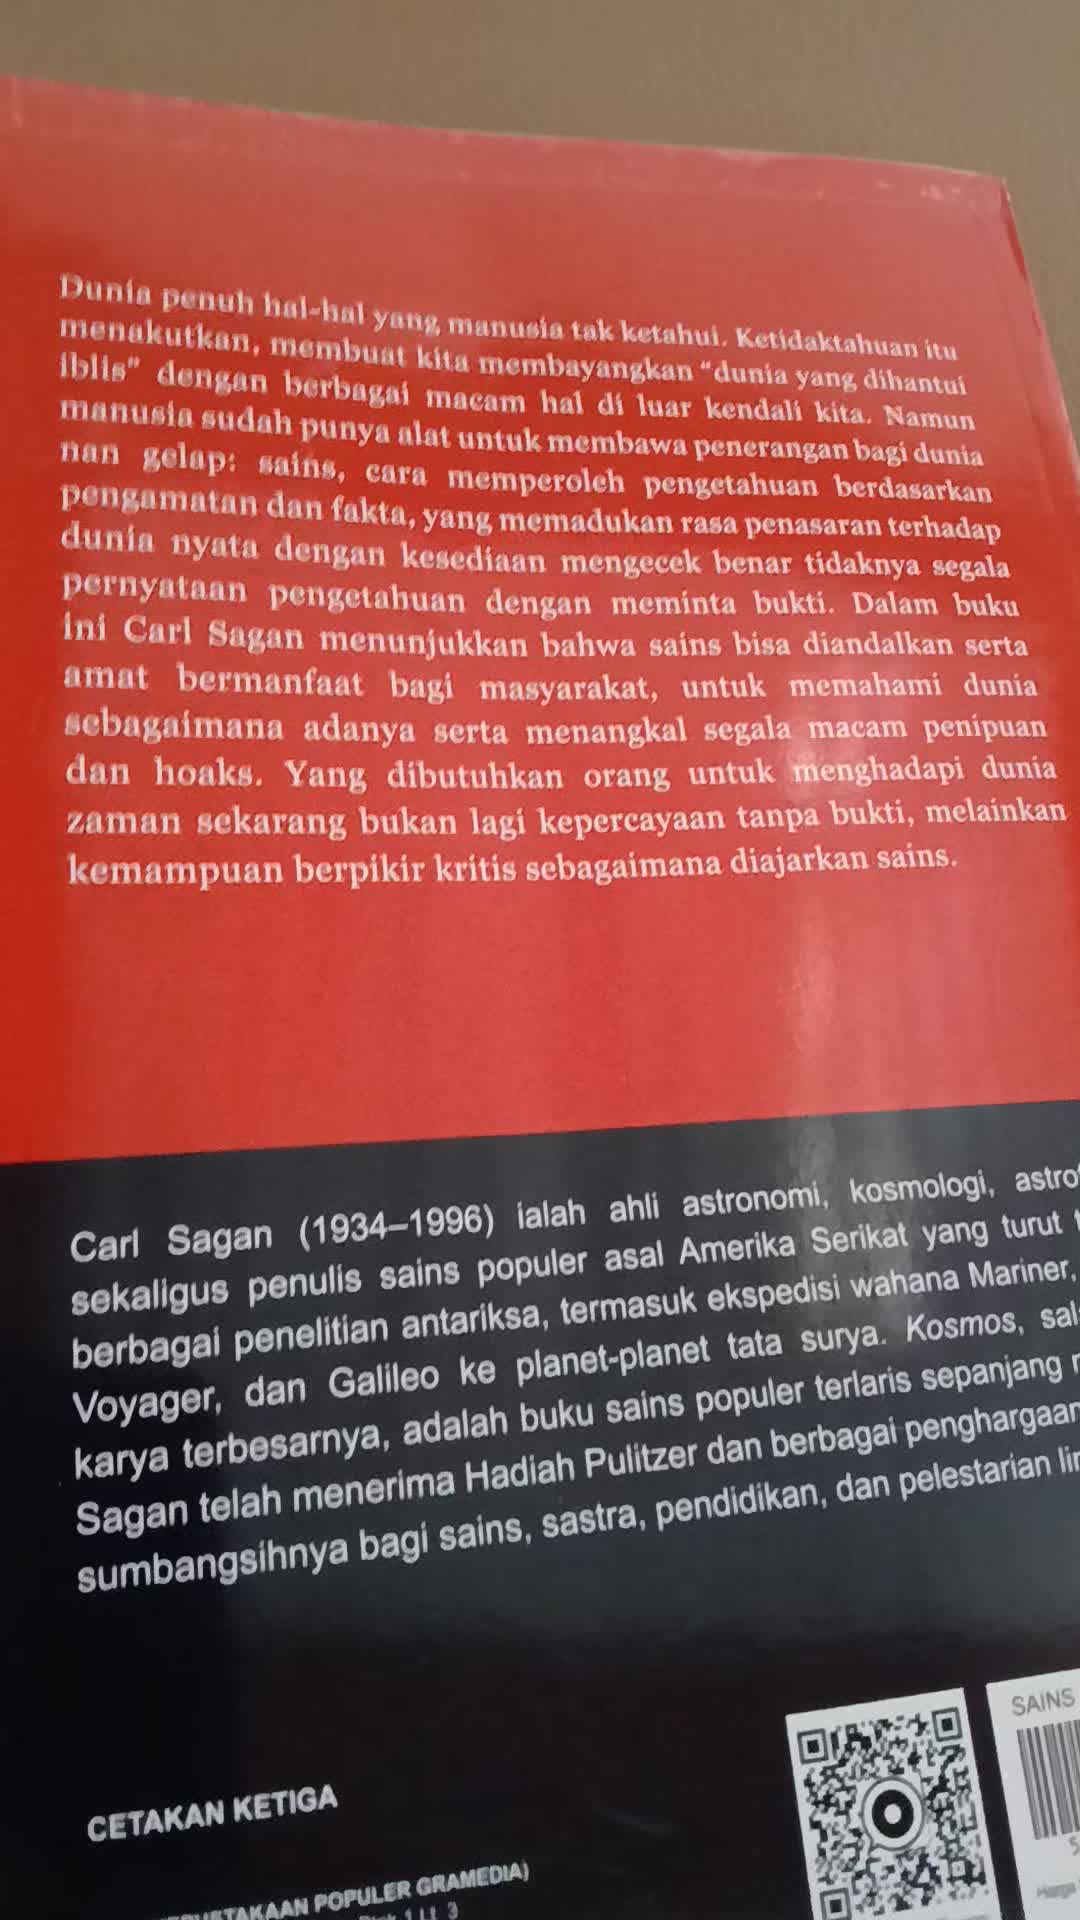 Dunia penuh hal-hal yang manusia tak ketahui. Ketidaktahuan itu
menakutkan, membuat kita membayangkan “dunia yang dihantui
iblis” dengan berbagai macam hal di luar kendali kita. Namun
manusia sudah punya alat untuk membawa penerangan bagi dunia
nan gelap: sains, cara memperoleh pengetahuan berdasarkan
pengamatan dan fakta, yang memadukan rasa penasaran terhadap
dunia nyata dengan kesediaan mengecek benar tidaknya segala
pernyataan pengetahuan dengan meminta bukti. Dalam buku
ini Carl Sagan menunjukkan bahwa sains bisa diandalkan serta
amat bermanfaat bagi masyarakat, untuk memahami dunia
sebagaimana adanya serta menangkal segala macam penipuan
dan hoaks. Yang dibutuhkan orang untuk menghadapi dunia
zaman sekarang bukan lagi kepercayaan tanpa bukti, melainkan
kemampuan berpikir kritis sebagaimana diajarkan sains.
Carl Sagan (1934–1996) ialah ahli astronomi, kosmologi,
sekaligus penulis sains populer asal Amerika Serikat yang turut
berbagai penelitian antariksa, termasuk ekspedisi wahana Mariner,
Voyager, dan Galileo ke planet-planet tata surya. Kosmos,
karya terbesarnya, adalah buku sains populer terlaris sepanjang
Sagan telah menerima Hadiah Pulitzer dan berbagai penghargaan
sumbangsihnya bagi sains, sastra, pendidikan, dan pelestarian
SAINS
CETAKAN KETIGA
POPULER GRAMEDIA)
Harga